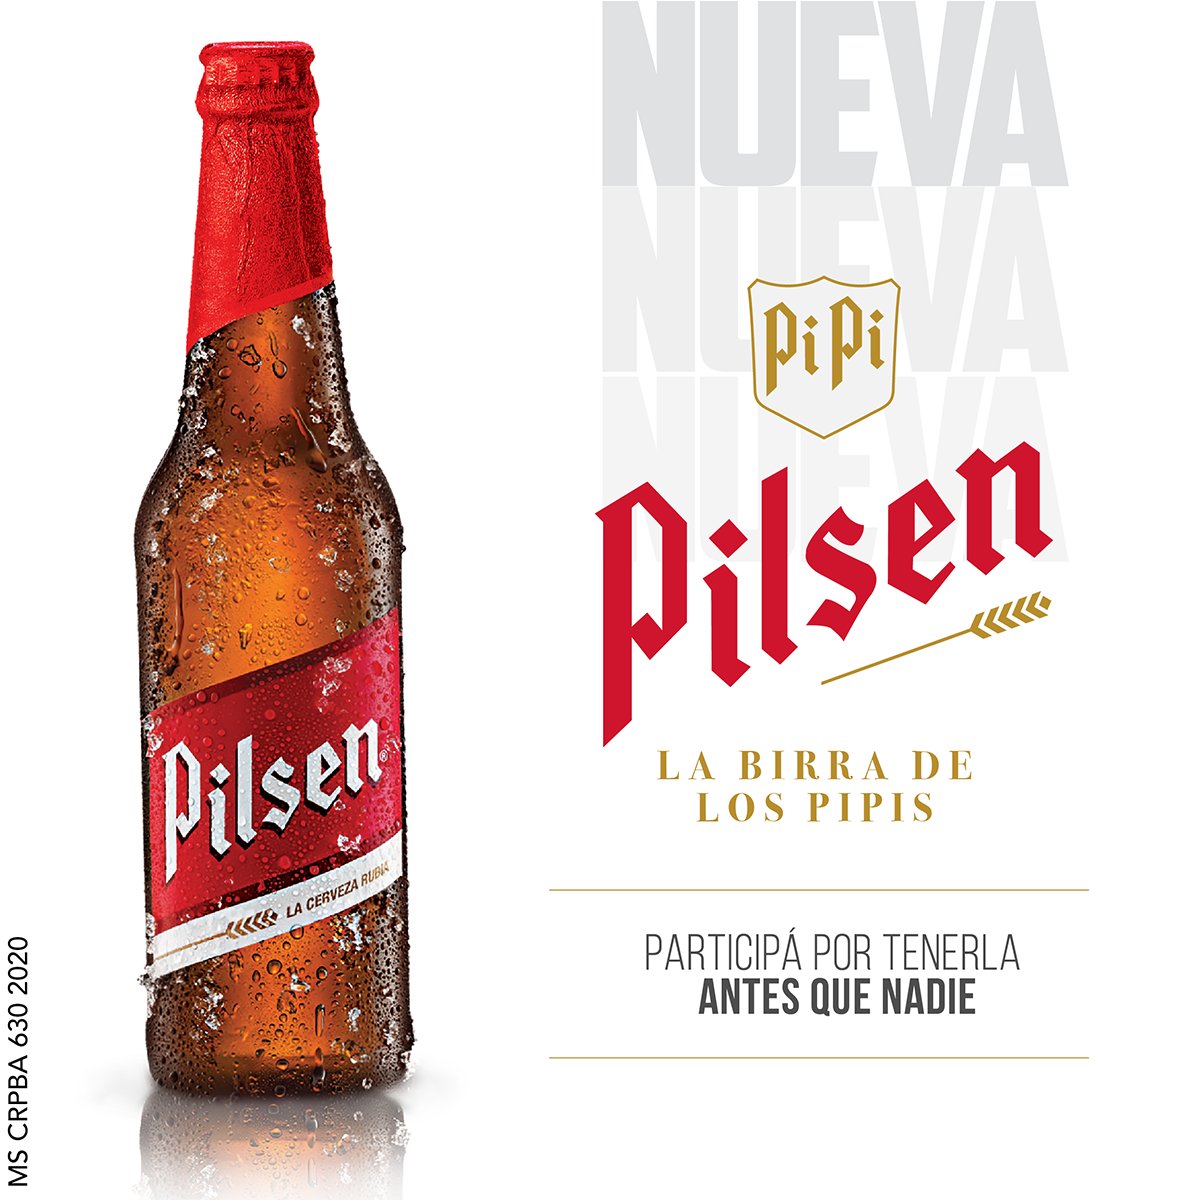 NUEVA
NUEVA
NUEVA
PiPi
Pilsen
LA BIRRA DE
LOS PIPIS
PARTICIPÁ POR TENERLA
ANTES QUE NADIE
Pilsen®
LA CERVEZA RUBIA
MS CRPBA 630 2020